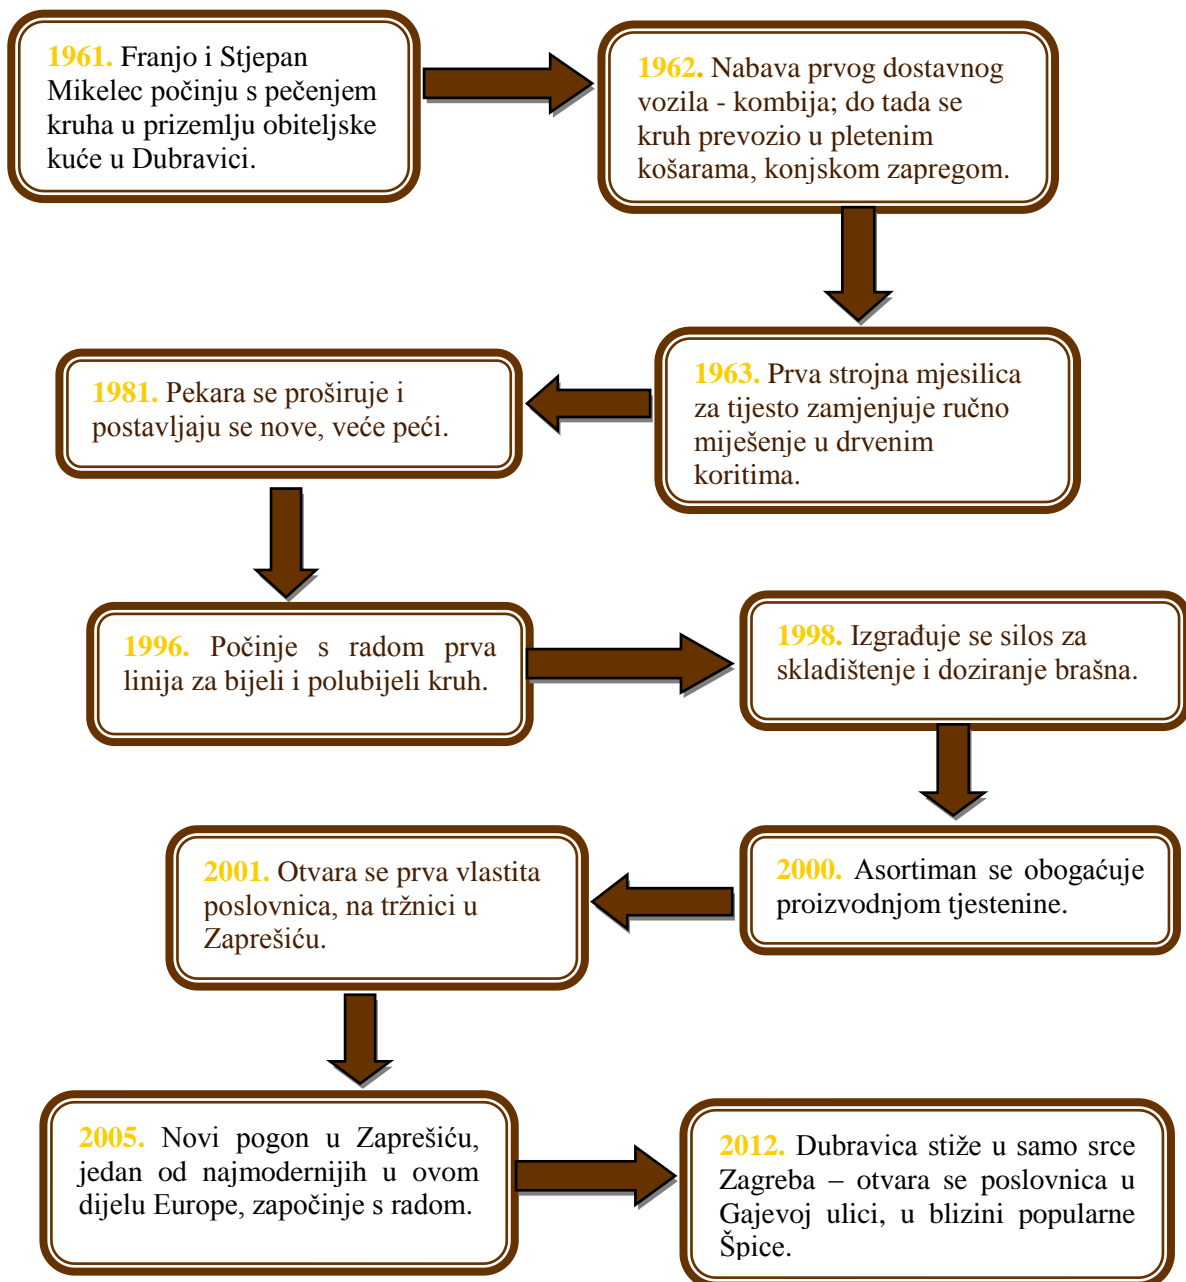 1961. Franjo i Stjepan
Mikelec počinju s pečenjem
kruha u prizemlju obiteljske
kuće u Dubravici.
1962. Nabava prvog dostavnog
vozila - kombija; do tada se
kruh prevozio u pletenim
košarama, konjskom zapregom.
1963. Prva strojna mjesilica
za tijesto zamjenjuje ručno
miješenje u drvenim
koritima.
1981. Pekara se proširuje i
postavljaju se nove, veće peći.
1996. Počinje s radom prva
linija za bijeli i polubijeli kruh.
1998. Izgrađuje se silos za
skladištenje i doziranje brašna.
2000. Asortiman se obogaćuje
proizvodnjom tjestenine.
2001. Otvara se prva vlastita
poslovnica, na tržnici u
Zaprešiću.
2005. Novi pogon u Zaprešiću,
jedan od najmodernijih u ovom
dijelu Europe, započinje s radom.
2012. Dubravica stiže u samo srce
Zagreba – otvara se poslovnica u
Gajevoj ulici, u blizini popularne
Špice.